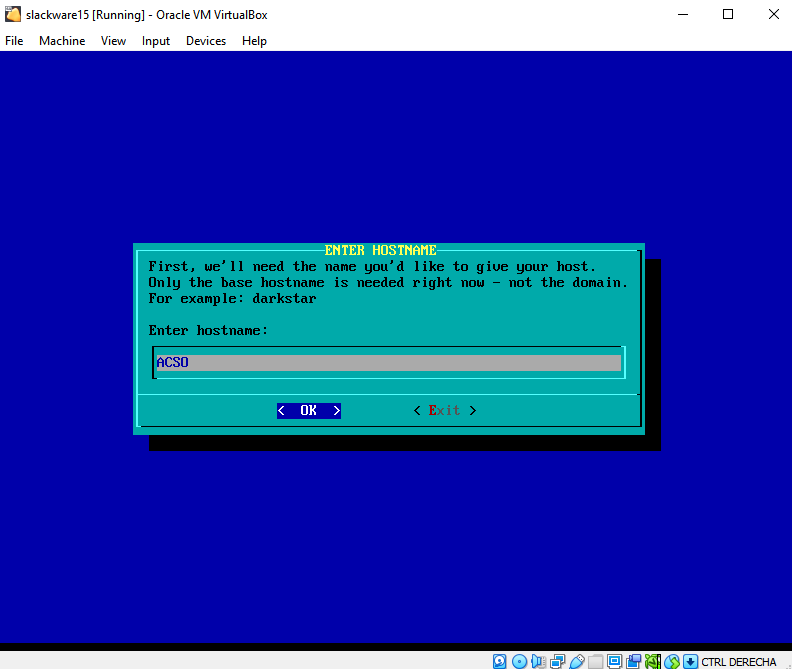 slackware15 [Running] - Oracle VM VirtualBox
File Machine View Input Devices Help
ENTER HOSTNAME
First, we'll need the name you'd like to give your host.
Only the base hostname is needed right now - not the domain.
For example: darkstar
Enter hostname:
ACSO
< OK > < Exit >
CTRL DERECHA